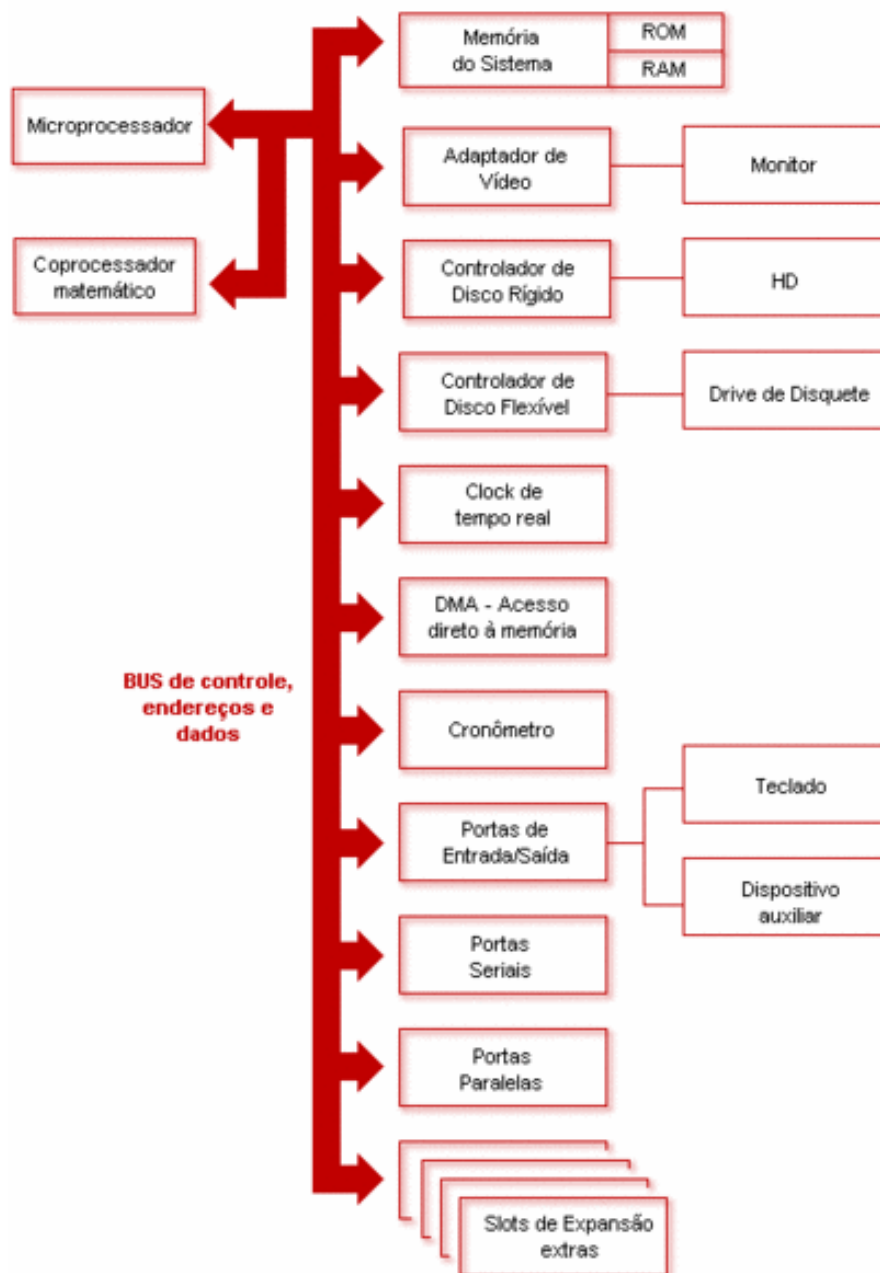 Memória
do Sistema
ROM
RAM
Microprocessador
Adaptador de
Vídeo
Monitor
Coprocessador
matemático
Controlador de
Disco Rígido
HD
Controlador de
Disco Flexível
Drive de Disquete
Clock de
tempo real
DMA - Acesso
direto à memória
BUS de controle,
endereços e
dados
Cronômetro
Teclado
Portas de
Entrada/Saída
Dispositivo
auxiliar
Portas
Seriais
Portas
Paralelas
Slots de Expansão
extras